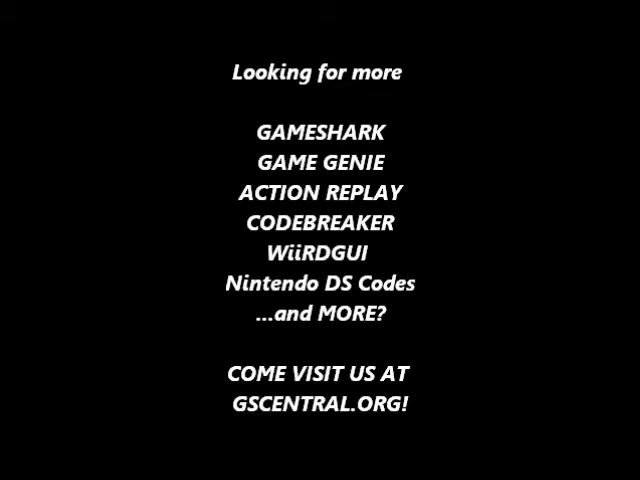 Looking for more
GAMESHARK
GAME GENIE
ACTION REPLAY
CODEBREAKER
WiiRDGUI
Nintendo DS Codes
...and MORE?
COME VISIT US AT
GSCENTRAL.ORG!